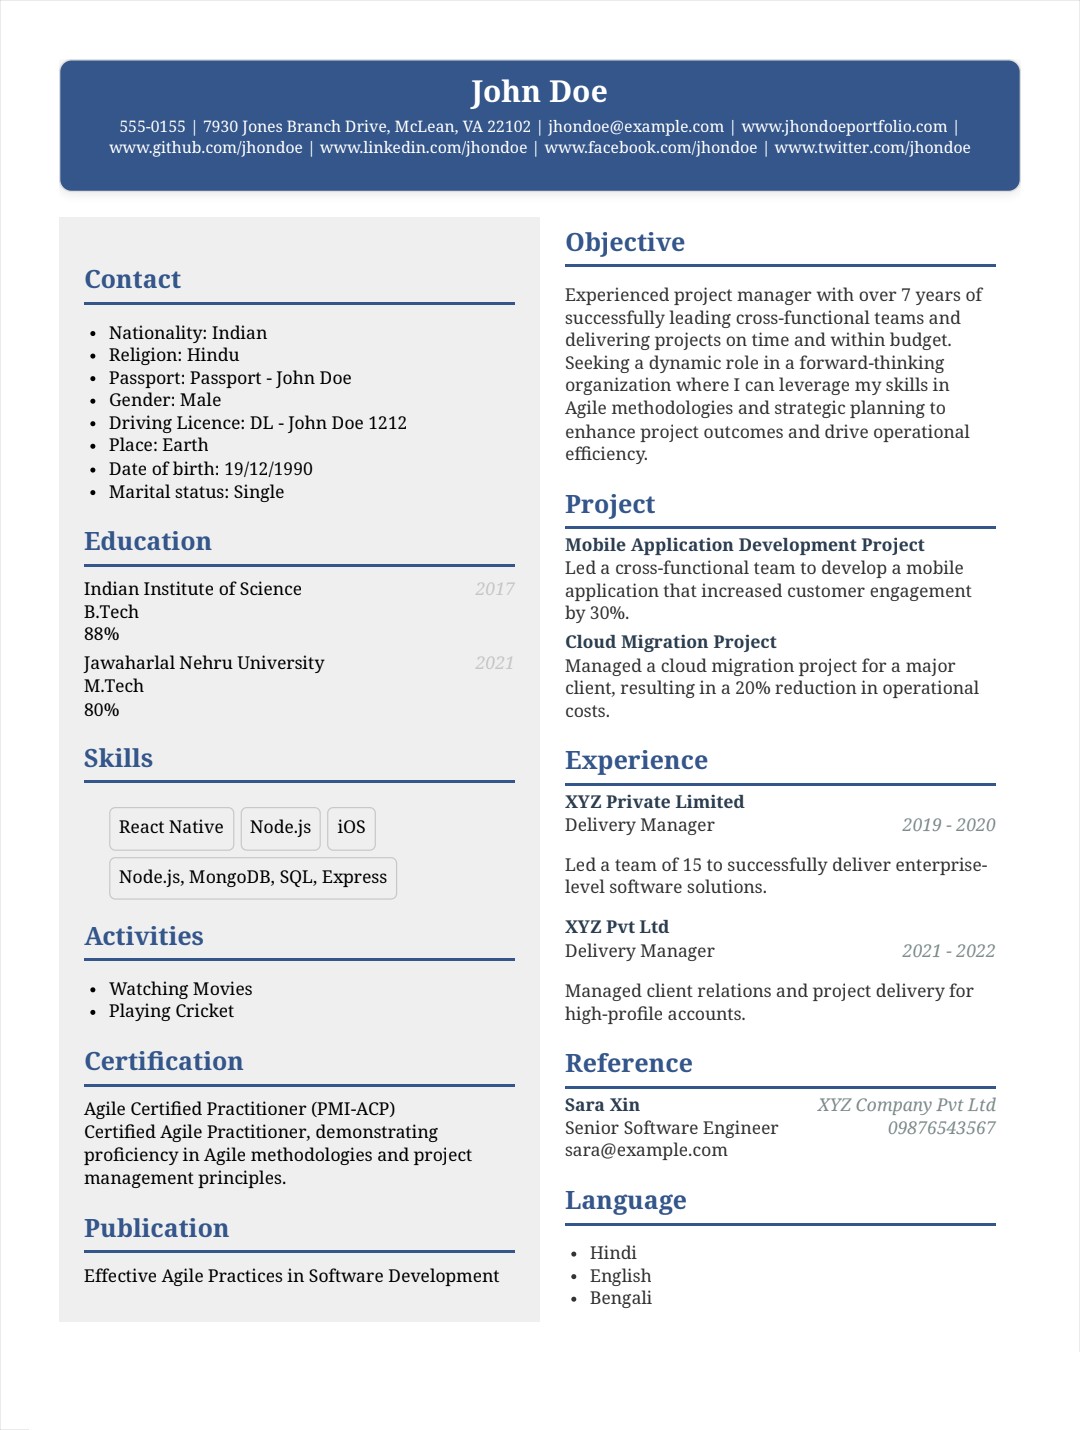 John Doe
555-0155 | 7930 Jones Branch Drive, McLean, VA 22102 | jhondoe@example.com | www.jhondoeportfolio.com |
www.github.com/jhondoe | www.linkedin.com/jhondoe | www.facebook.com/jhondoe | www.twitter.com/jhondoe
Contact
• Nationality: Indian
• Religion: Hindu
• Passport: Passport - John Doe
• Gender: Male
• Driving Licence: DL - John Doe 1212
• Place: Earth
• Date of birth: 19/12/1990
• Marital status: Single
Education
Indian Institute of Science 2017
B.Tech
88%
Jawaharlal Nehru University 2021
M.Tech
80%
Skills
React Native Node.js iOS
Node.js, MongoDB, SQL, Express
Activities
• Watching Movies
• Playing Cricket
Certification
Agile Certified Practitioner (PMI-ACP)
Certified Agile Practitioner, demonstrating
proficiency in Agile methodologies and project
management principles.
Publication
Effective Agile Practices in Software Development
Objective
Experienced project manager with over 7 years of
successfully leading cross-functional teams and
delivering projects on time and within budget.
Seeking a dynamic role in a forward-thinking
organization where I can leverage my skills in
Agile methodologies and strategic planning to
enhance project outcomes and drive operational
efficiency.
Project
Mobile Application Development Project
Led a cross-functional team to develop a mobile
application that increased customer engagement
by 30%.
Cloud Migration Project
Managed a cloud migration project for a major
client, resulting in a 20% reduction in operational
costs.
Experience
XYZ Private Limited
Delivery Manager 2019 - 2020
Led a team of 15 to successfully deliver enterprise-
level software solutions.
XYZ Pvt Ltd
Delivery Manager 2021 - 2022
Managed client relations and project delivery for
high-profile accounts.
Reference
Sara Xin XYZ Company Pvt Ltd
Senior Software Engineer 09876543567
sara@example.com
Language
• Hindi
• English
• Bengali